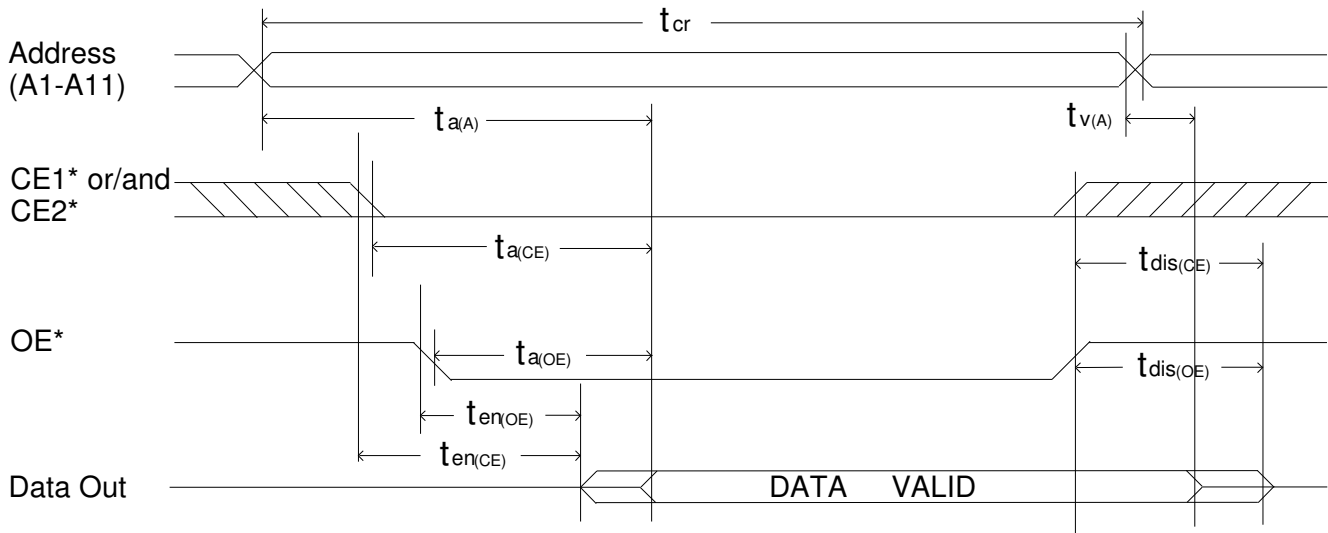 tcr
Address
(A1-A11)
ta(A)
tv(A)
CE1* or/and
CE2*
ta(CE)
tdis(CE)
OE*
ta(OE)
tdis(OE)
ten(OE)
ten(CE)
Data Out
DATA VALID